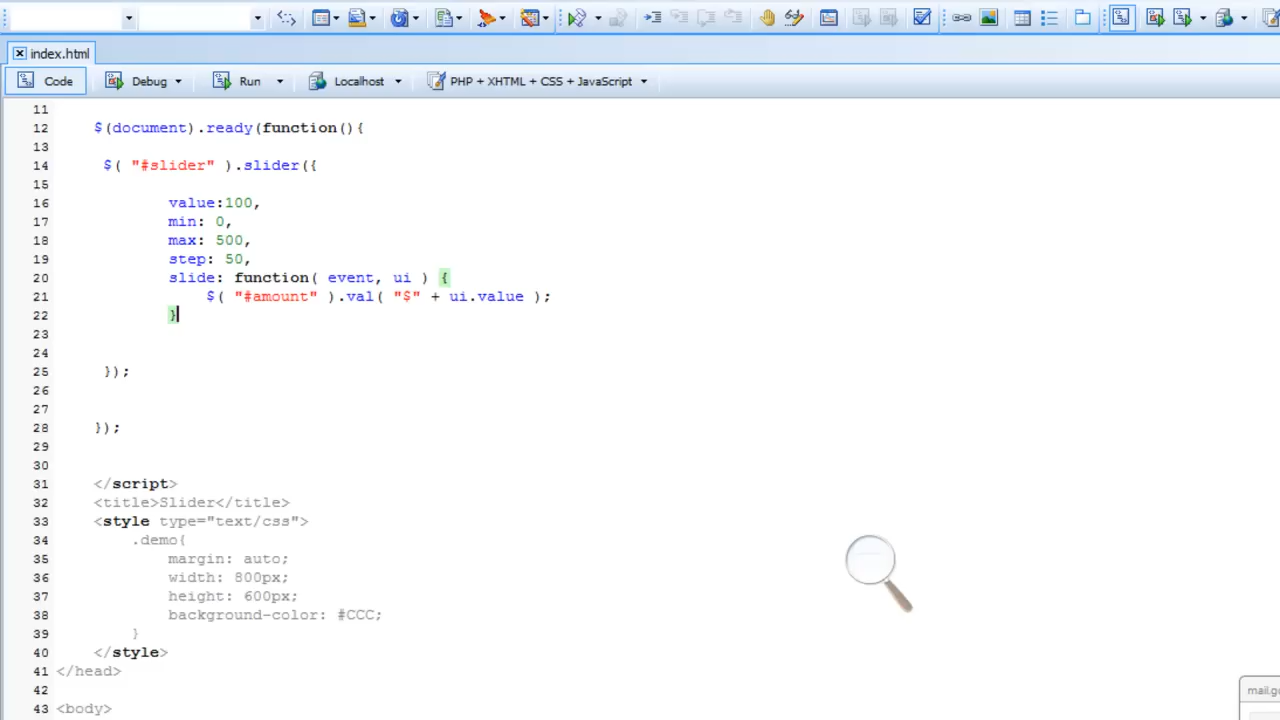 index.html
Code Debug Run Localhost PHP + XHTML + CSS + JavaScript
11
12 $(document).ready(function(){
13
14 $( "#slider" ).slider({
15
16 value:100,
17 min: 0,
18 max: 500,
19 step: 50,
20 slide: function( event, ui ) {
21 $( "#amount" ).val( "$" + ui.value );
22 }
23
24
25 });
26
27
28 });
29
30
31 </script>
32 <title>Slider</title>
33 <style type="text/css">
34 .demo{
35 margin: auto;
36 width: 800px;
37 height: 600px;
38 background-color: #CCC;
39 }
40 </style>
41 </head>
42
43 <body>